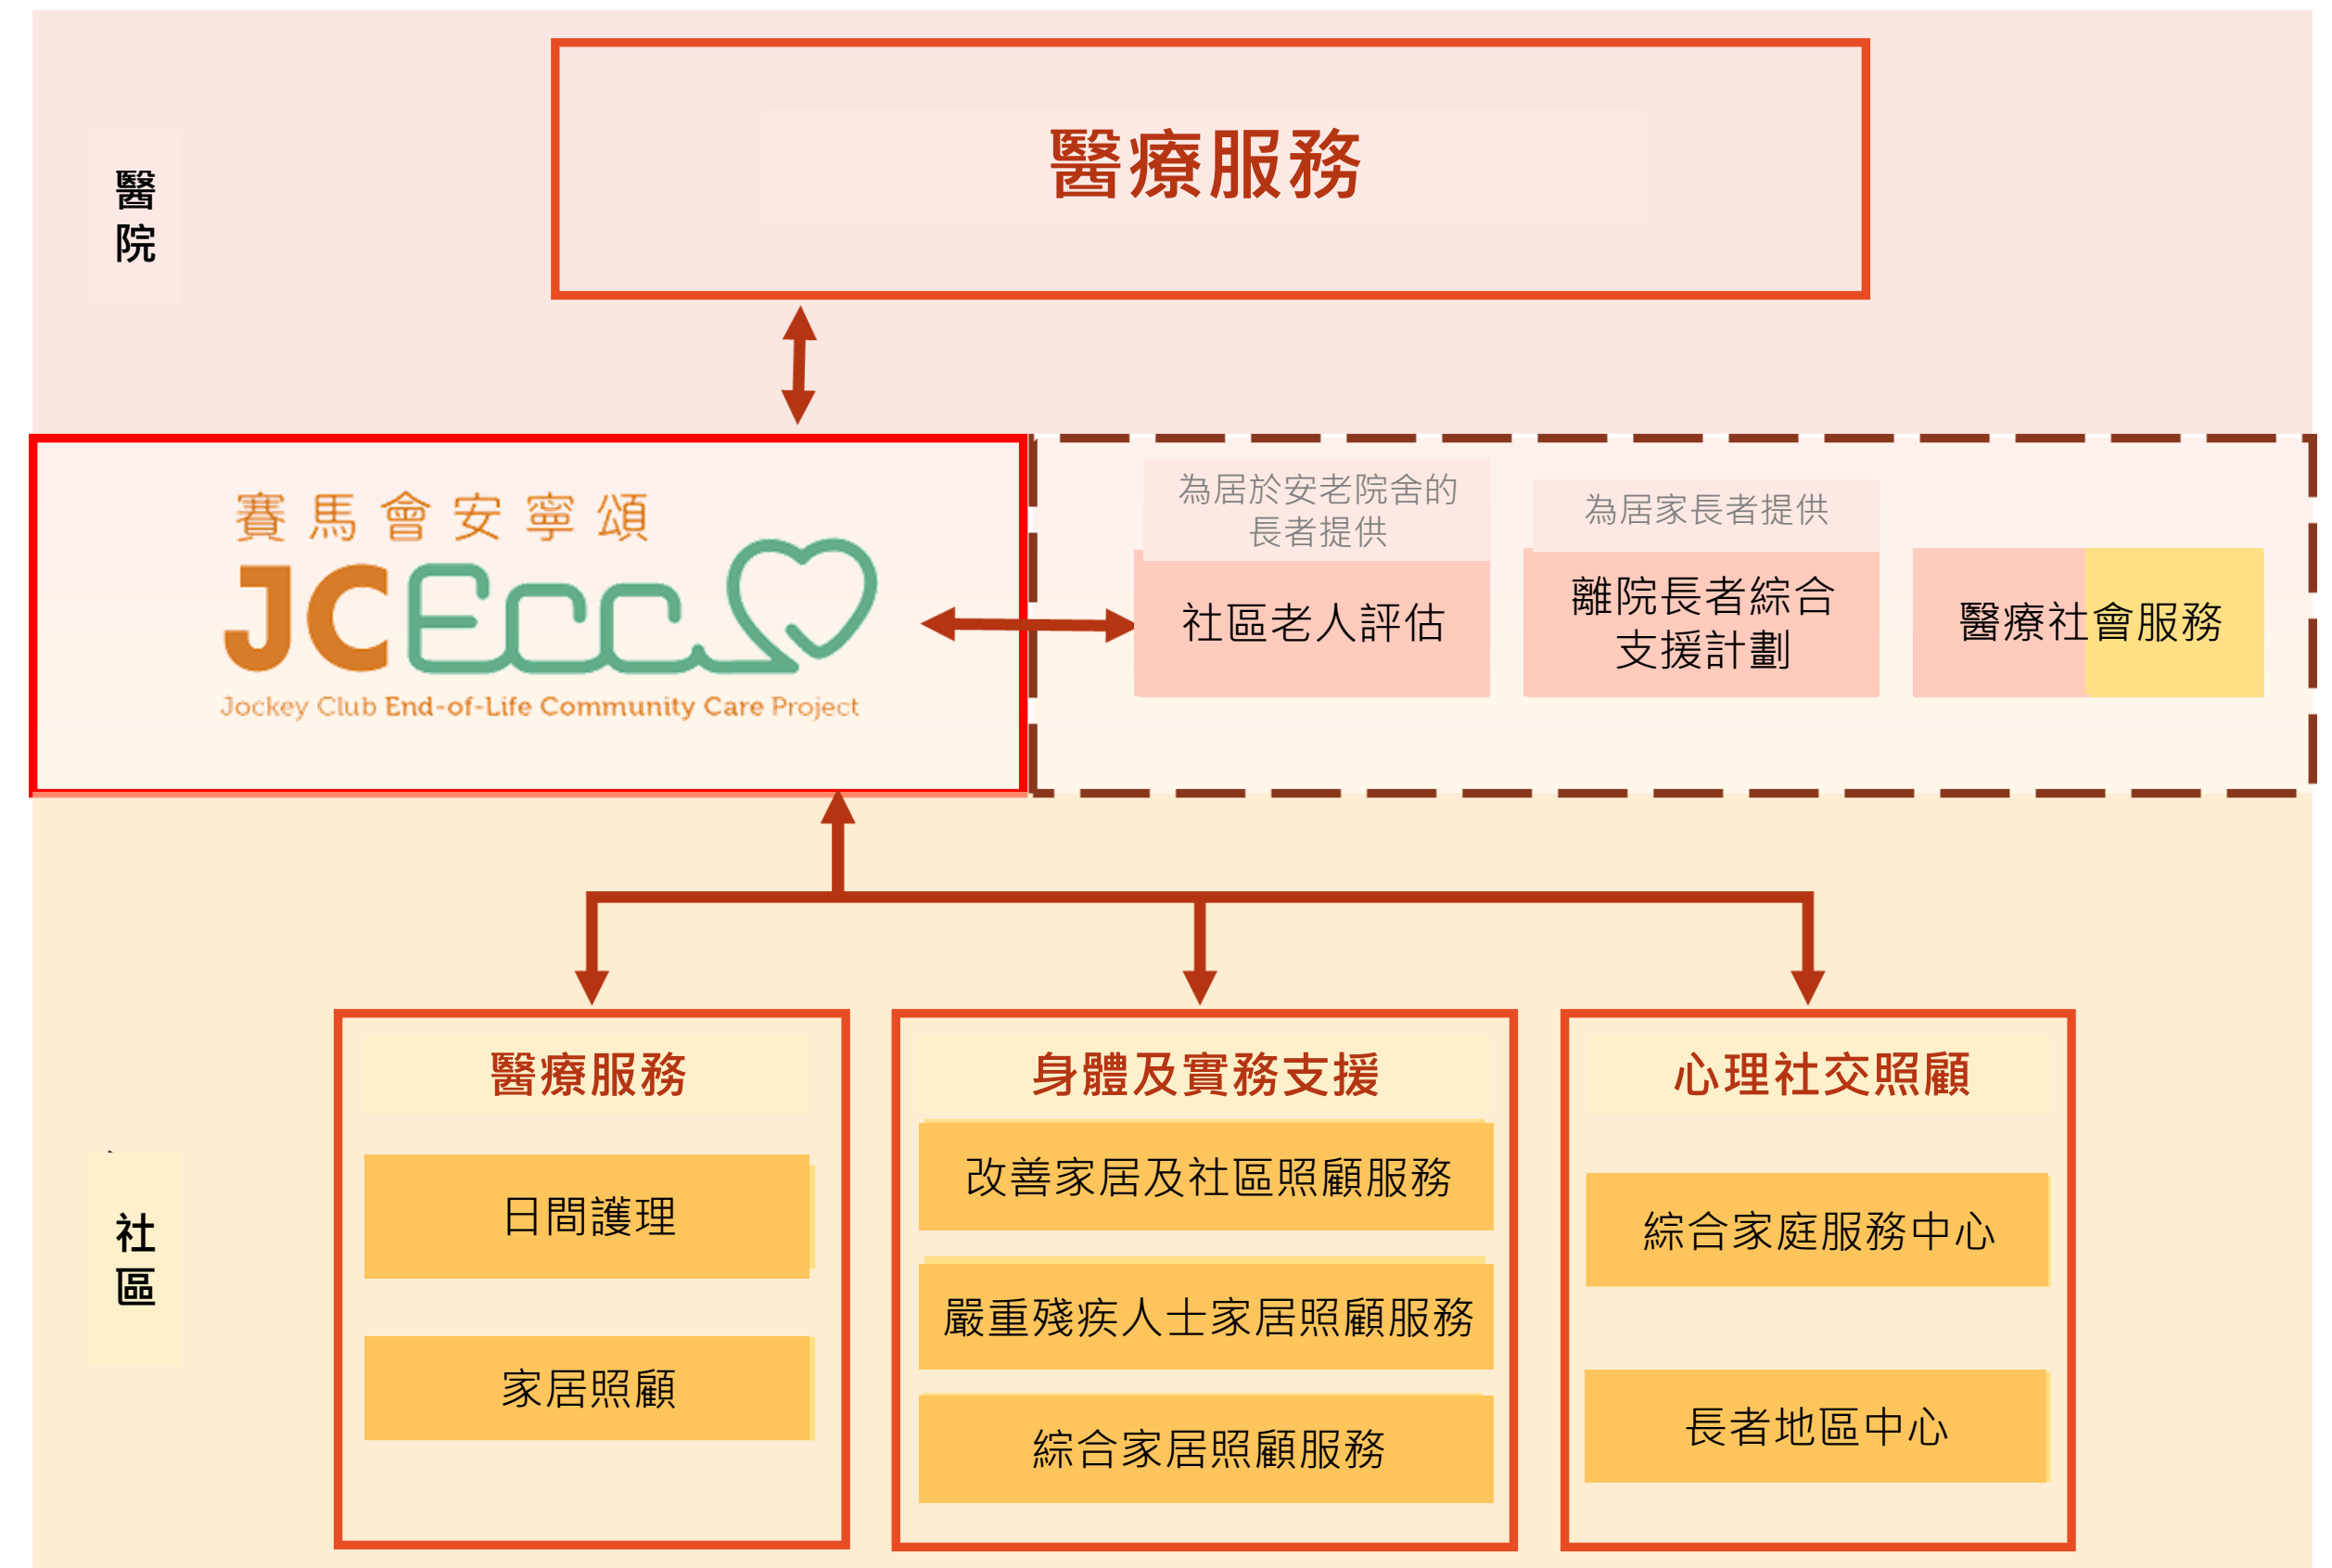 醫療服務
醫
院
賽馬會安寧頌
JCECC
Jockey Club End-of-Life Community Care Project
為居於安老院舍的
長者提供
社區老人評估
為居家長者提供
離院長者綜合
支援計劃
醫療社會服務
社
區
醫療服務
日間護理
家居照顧
身體及實務支援
改善家居及社區照顧服務
嚴重殘疾人士家居照顧服務
綜合家居照顧服務
心理社交照顧
綜合家庭服務中心
長者地區中心